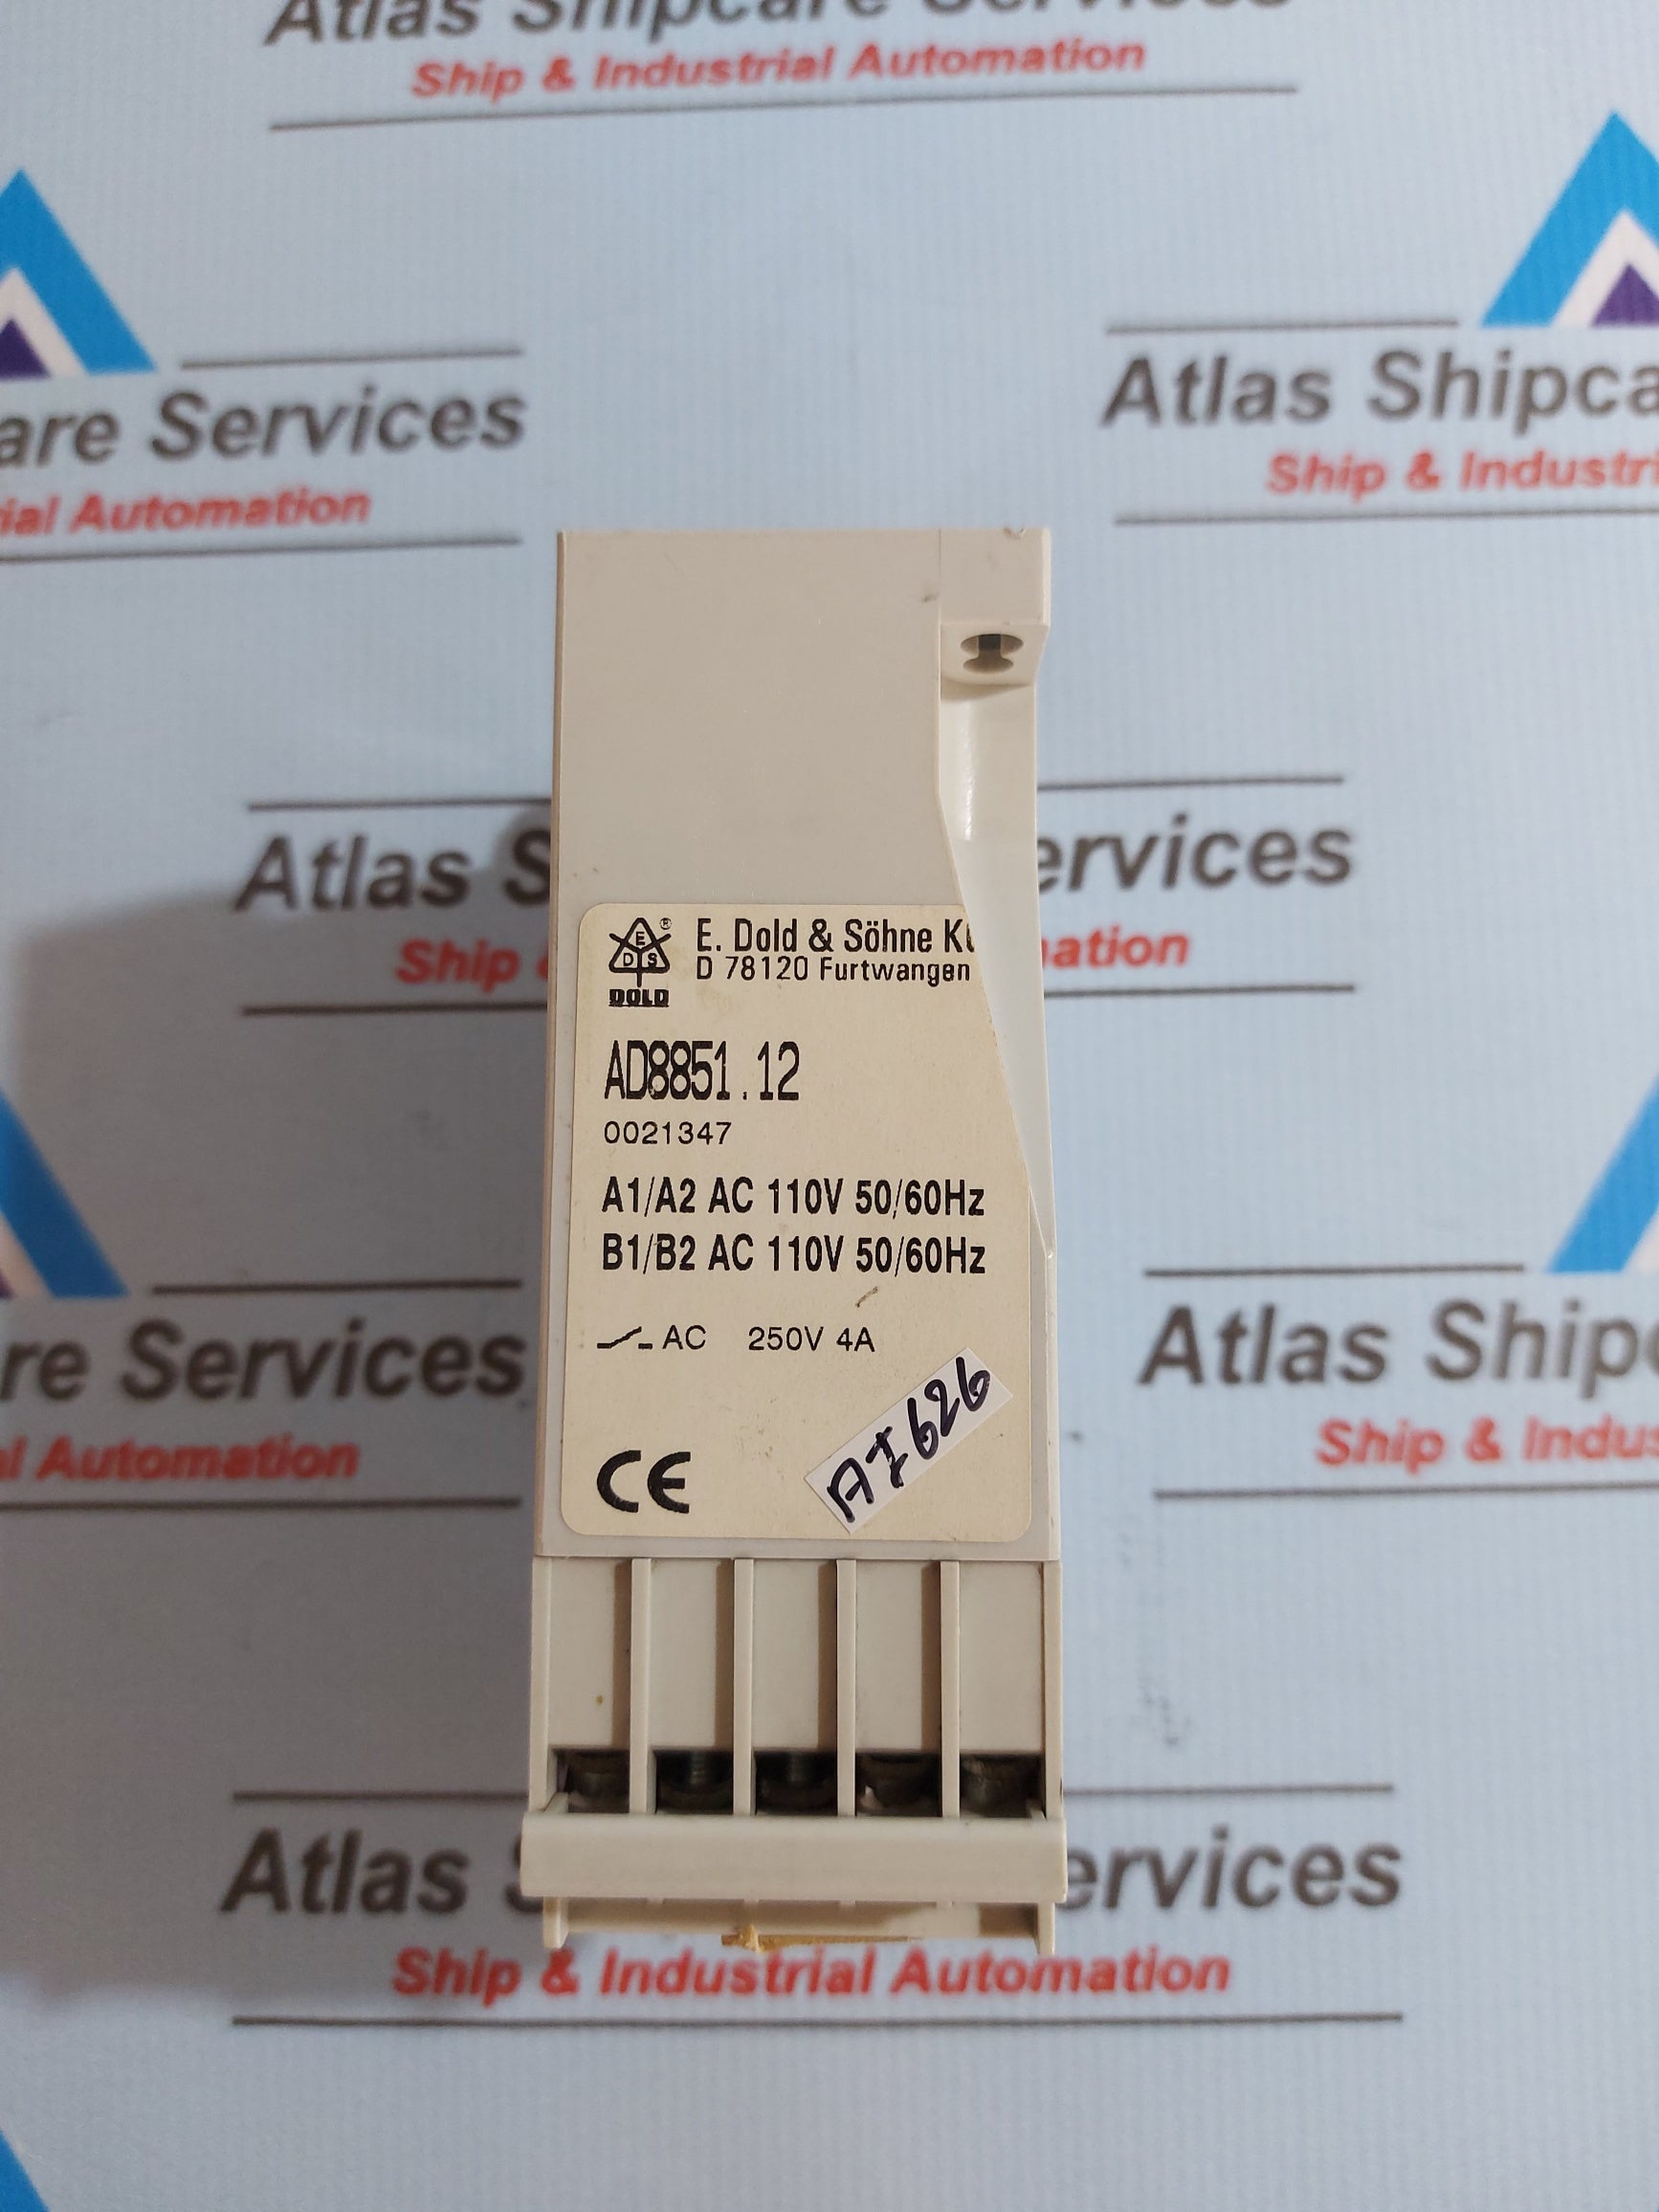 Atlas Shipcare Services
Ship & Industrial Automation
are Services
ial Automation
Atlas Shipca
Ship & Industri
Atlas S
ervices
Ship
ation
E
D S
®
DOLD
E. Dold & Söhne K
D 78120 Furtwangen
AD8851.12
0021347
A1/A2 AC 110V 50/60Hz
B1/B2 AC 110V 50/60Hz
AC 250V 4A
CE
AI626
re Services
l Automation
Atlas Ship
Ship & Indus
Atlas
ervices
Ship & Industrial Automation